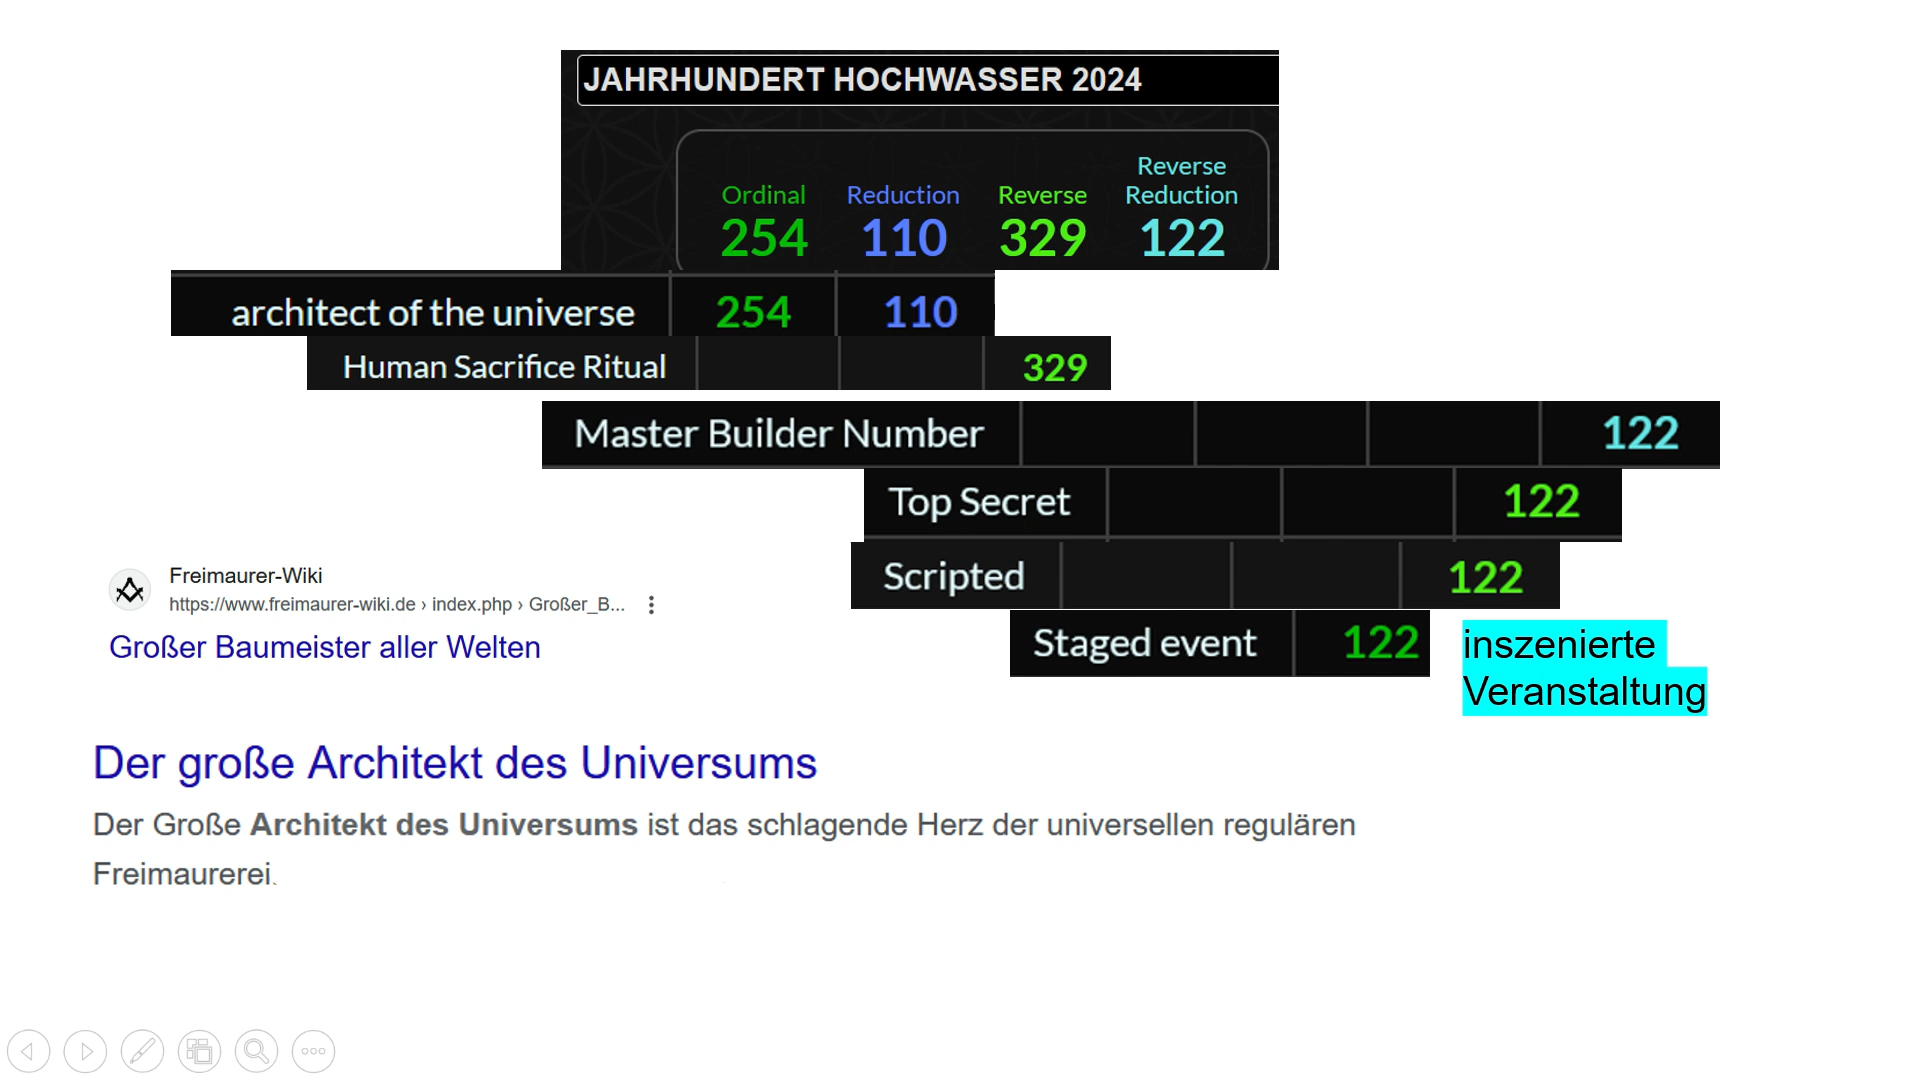 JAHRHUNDERT HOCHWASSER 2024
Ordinal Reduction Reverse Reverse Reduction
254 110 329 122
architect of the universe 254 110
Human Sacrifice Ritual 329
Master Builder Number 122
Top Secret 122
Scripted 122
Staged event 122
inszenierte
Veranstaltung
Freimaurer-Wiki
https://www.freimaurer-wiki.de › index.php › Großer_B...
Großer Baumeister aller Welten
Der große Architekt des Universums
Der Große Architekt des Universums ist das schlagende Herz der universellen regulären
Freimaurerei.